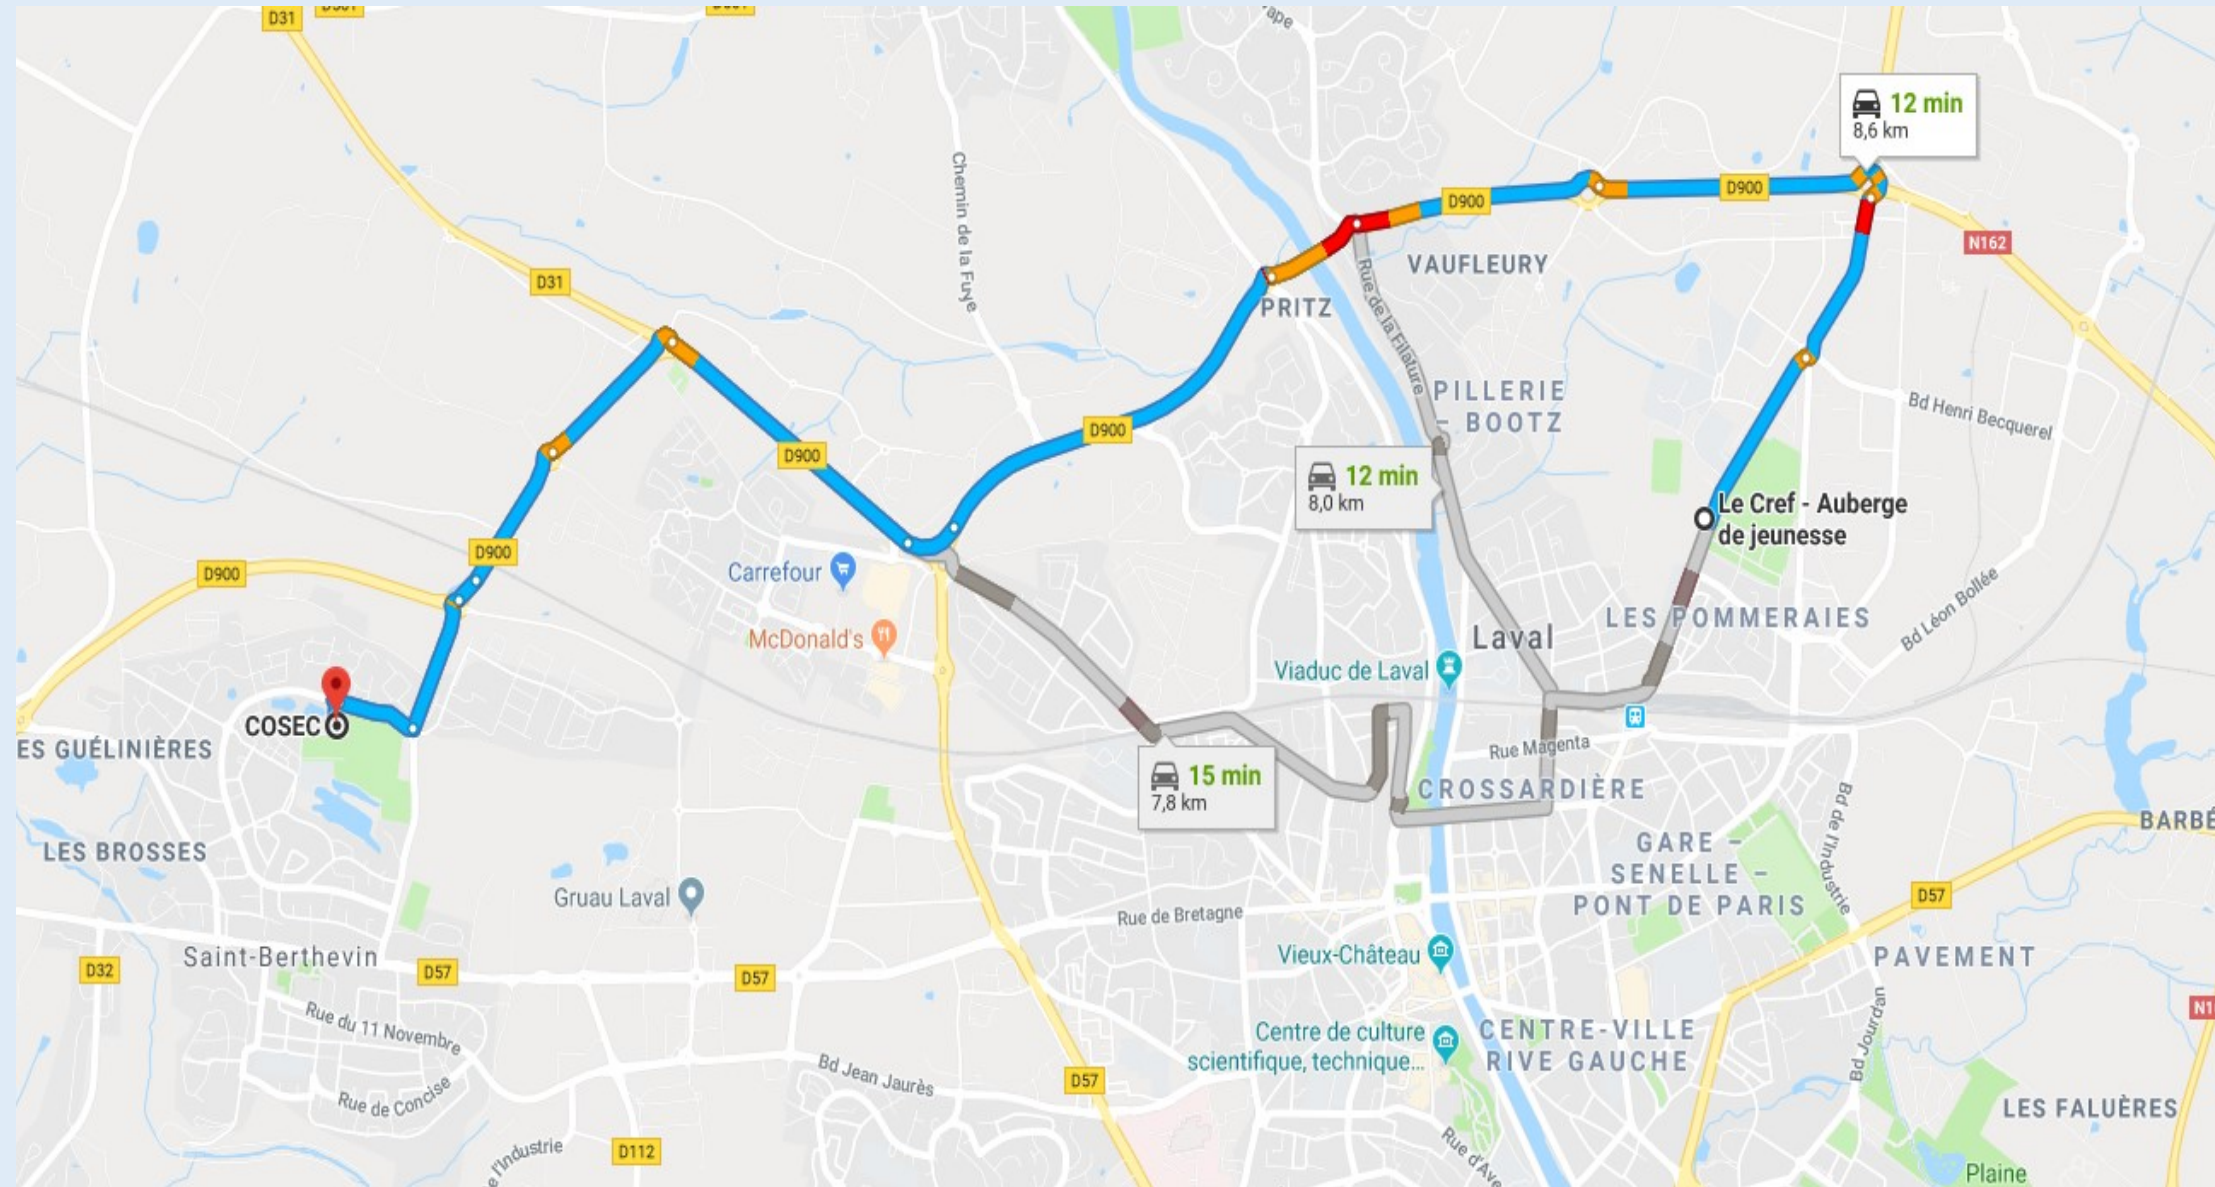 D31
12 min
8,6 km
Chemin de la Fuye
D900
D900
N162
D31
VAUFLEURY
PRITZ
Rue de la Filature
PILLERIE
- BOOTZ
Bd Henri Becquerel
D900
D900
12 min
8,0 km
Le Cref - Auberge
de jeunesse
D900
D900
Carrefour
McDonald's
LES POMMERAIES
Bd Léon Bollée
Laval
Viaduc de Laval
COSEC
ES GUÉLINIÈRES
Rue Magenta
15 min
7,8 km
CROSSARDIÈRE
Bd de l'Industrie
BARBÉ
LES BROSSES
GARE -
SENELLE -
PONT DE PARIS
Gruau Laval
Rue de Bretagne
D57
Saint-Berthevin
Vieux-Château
PAVEMENT
D32
D57
D57
Rue du 11 Novembre
Centre de culture
scientifique, technique...
CENTRE-VILLE
RIVE GAUCHE
Bd Jourdan
N1
Bd Jean Jaurès
D57
Rue de Concise
LES FALUÈRES
e l'Industrie
D112
Rue d'Ave
Plaine